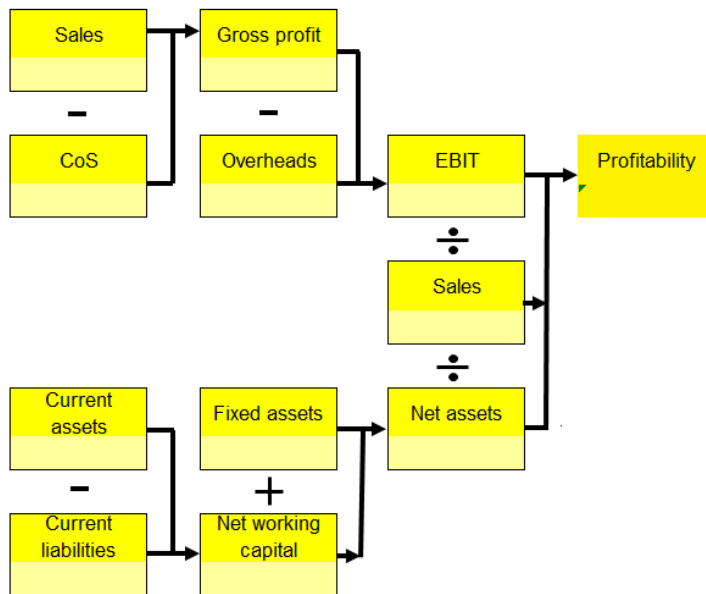 Sales
Gross profit
−
−
CoS
Overheads
EBIT
Profitability
÷
Sales
÷
Current
assets
Fixed assets
Net assets
−
+
Current
liabilities
Net working
capital